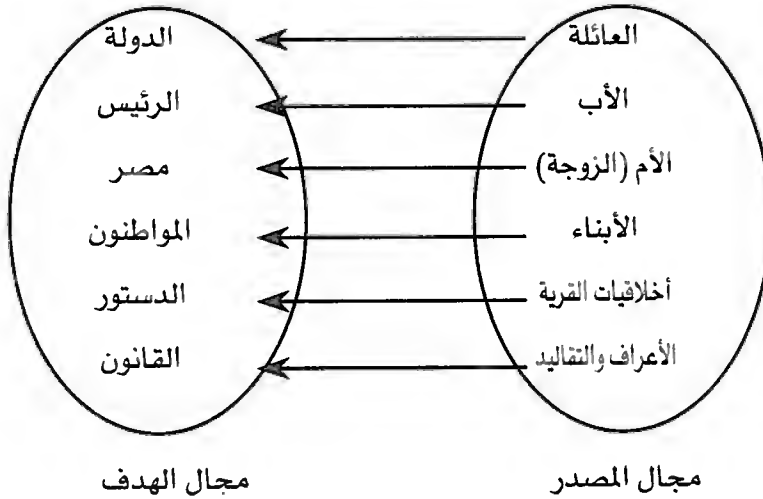 العائلة
الدولة
الأب
الرئيس
الأم (الزوجة)
مصر
الأبناء
المواطنون
أخلاقيات القرية
الدستور
الأعراف والتقاليد
القانون
مجال المصدر
مجال الهدف